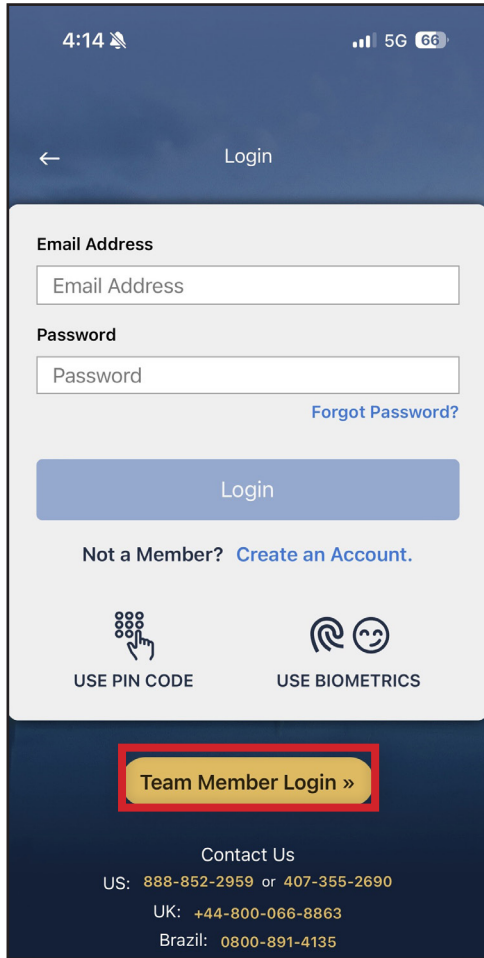 4:14 5G 66
Login
Email Address
Email Address
Password
Password
Forgot Password?
Login
Not a Member? Create an Account.
USE PIN CODE USE BIOMETRICS
Team Member Login »
Contact Us
US: 888-852-2959 or 407-355-2690
UK: +44-800-066-8863
Brazil: 0800-891-4135